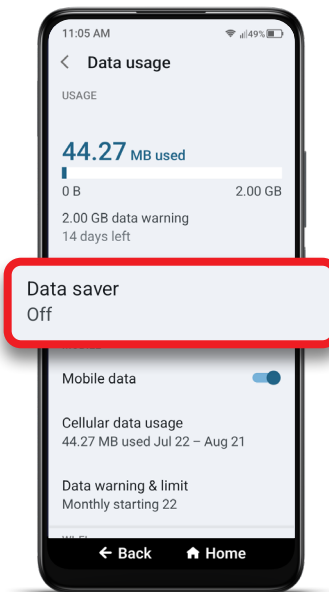 11:05 AM 49%
Data usage
USAGE
44.27 MB used
0 B 2.00 GB
2.00 GB data warning
14 days left
Data saver
Off
Mobile data
Cellular data usage
44.27 MB used Jul 22 – Aug 21
Data warning & limit
Monthly starting 22
Back Home